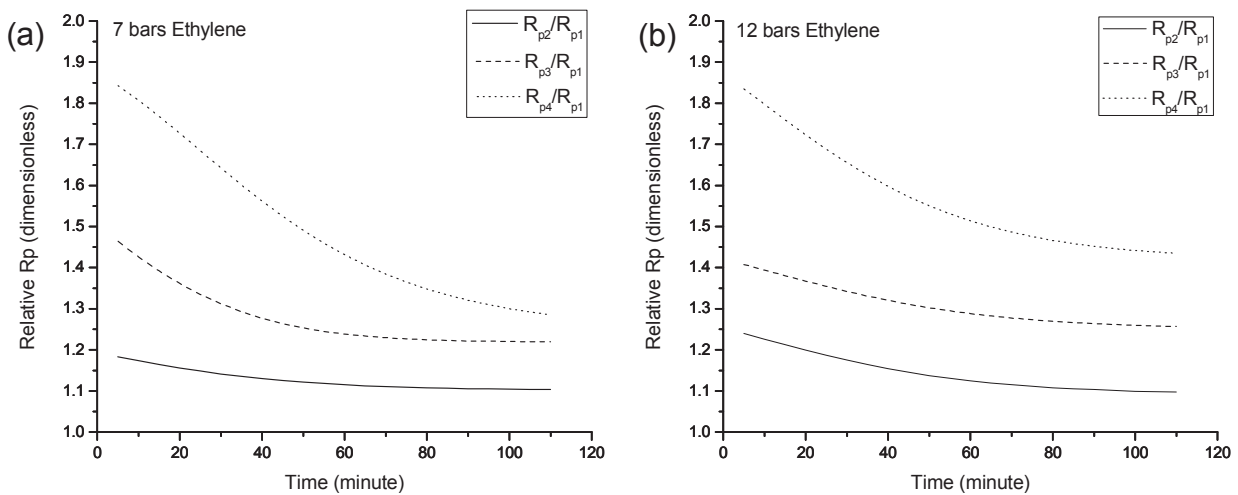 (a)
7 bars Ethylene
Rp2/Rp1
Rp3/Rp1
Rp4/Rp1
2.0
1.9
1.8
1.7
1.6
1.5
1.4
1.3
1.2
1.1
1.0
Relative Rp (dimensionless)
0 20 40 60 80 100 120
Time (minute)
(b)
12 bars Ethylene
Rp2/Rp1
Rp3/Rp1
Rp4/Rp1
2.0
1.9
1.8
1.7
1.6
1.5
1.4
1.3
1.2
1.1
1.0
Relative Rp (dimensionless)
0 20 40 60 80 100 120
Time (minute)